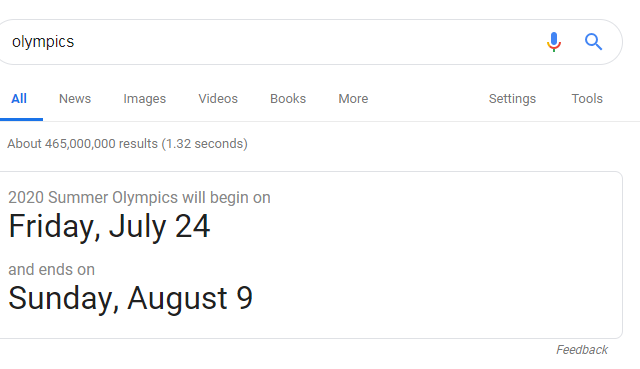 olympics
All News Images Videos Books More Settings Tools
About 465,000,000 results (1.32 seconds)
2020 Summer Olympics will begin on
Friday, July 24
and ends on
Sunday, August 9
Feedback